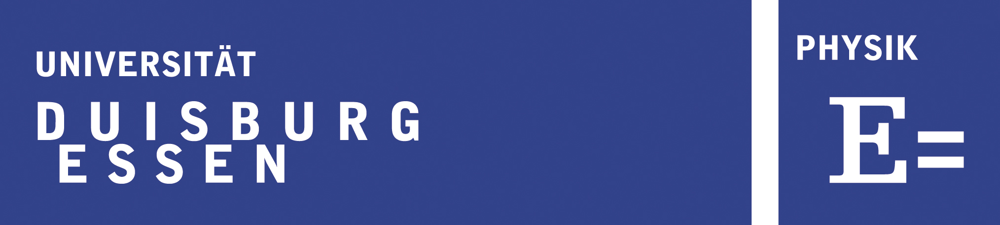 UNIVERSITÄT
DUISBURG
ESSEN
PHYSIK
E=